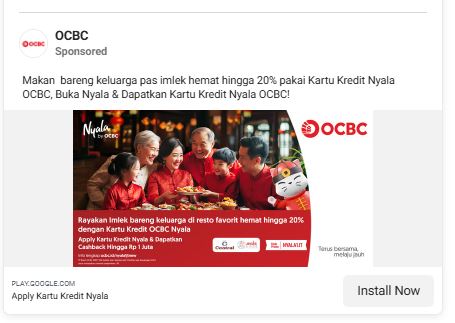 OCBC
OCBC
Sponsored
Makan bareng keluarga pas imlek hemat hingga 20% pakai Kartu Kredit Nyala
OCBC, Buka Nyala & Dapatkan Kartu Kredit Nyala OCBC!
Nyala
by OCBC
OCBC
Rayakan Imlek bareng keluarga di resto favorit hemat hingga 20%
dengan Kartu Kredit OCBC Nyala
Apply Kartu Kredit Nyala & Dapatkan
Cashback Hingga Rp 1 Juta
Central
NYALA1JT
Terus bersama,
melaju jauh
PLAY.GOOGLE.COM
Apply Kartu Kredit Nyala
Install Now